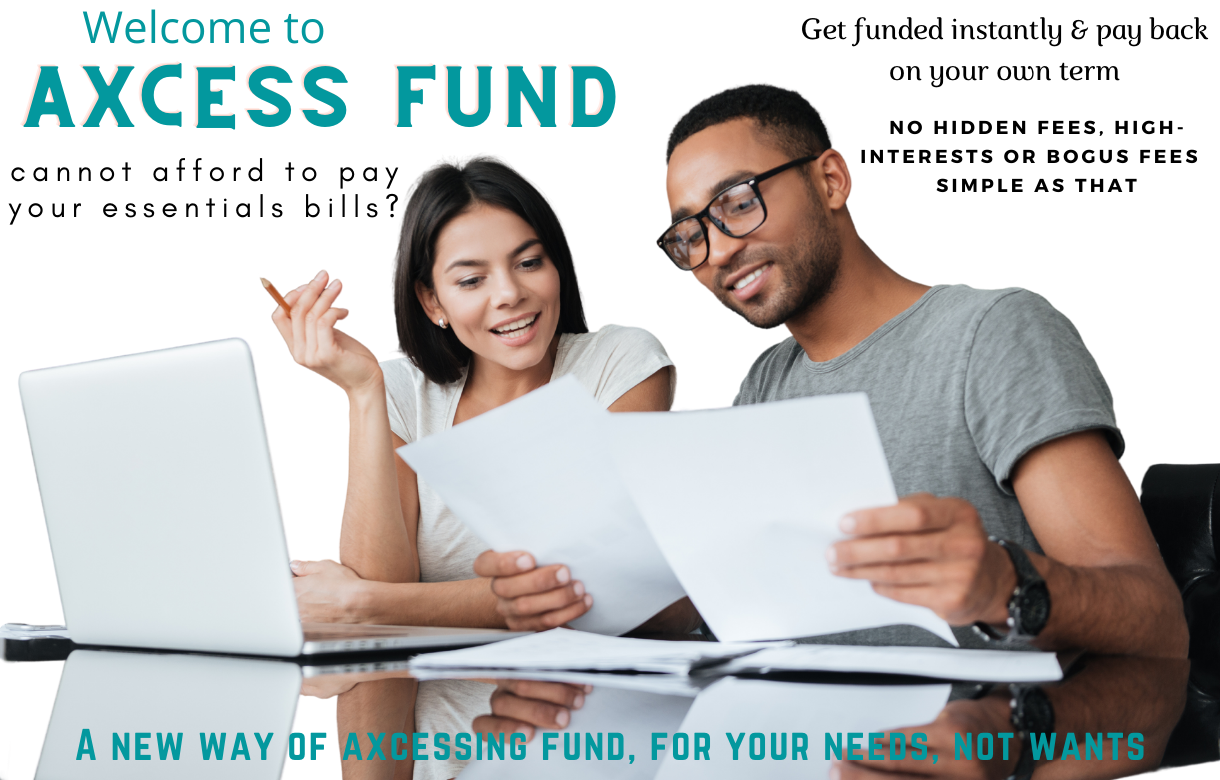 Welcome to
AXCESS FUND
cannot afford to pay
your essentials bills?
Get funded instantly & pay back
on your own term
NO HIDDEN FEES, HIGH-
INTERESTS OR BOGUS FEES
SIMPLE AS THAT
A NEW WAY OF AXCESSING FUND, FOR YOUR NEEDS, NOT WANTS